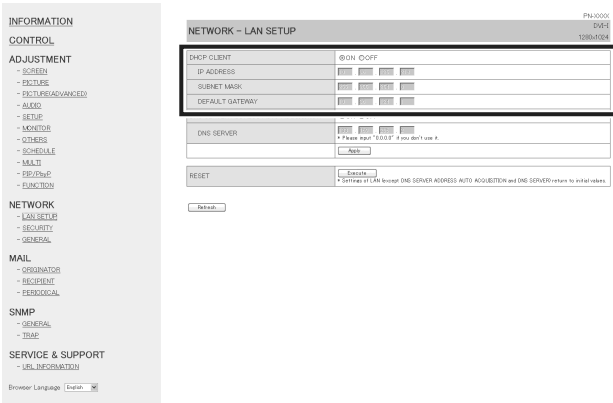 INFORMATION
CONTROL
ADJUSTMENT
- SCREEN
- PICTURE
- PICTURE(ADVANCED)
- AUDIO
- SETUP
- MONITOR
- OTHERS
- SCHEDULE
- MULTI
- PIP/PbyP
- FUNCTION
NETWORK
- LAN SETUP
- SECURITY
- GENERAL
MAIL
- ORIGINATOR
- RECIPIENT
- PERIODICAL
SNMP
- GENERAL
- TRAP
SERVICE & SUPPORT
- URL INFORMATION
Browser Language English
PN-XXXX
NETWORK - LAN SETUP
DVI-I
1280x1024
DHCP CLIENT ON OFF
IP ADDRESS
SUBNET MASK
DEFAULT GATEWAY
DNS SERVER
* Please input "0.0.0.0" if you don't use it.
Apply
RESET
Execute
* Settings of LAN (except DNS SERVER ADDRESS AUTO ACQUISITION and DNS SERVER) return to initial values.
Refresh